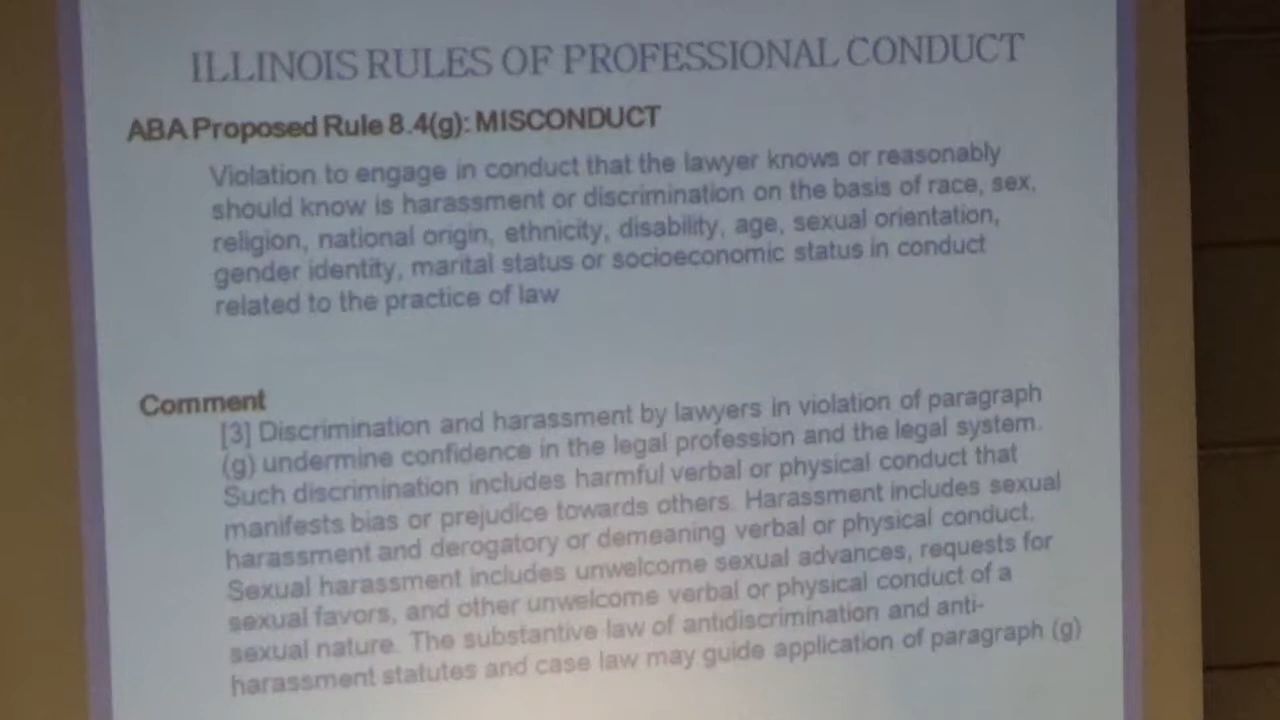 ILLINOIS RULES OF PROFESSIONAL CONDUCT
ABA Proposed Rule 8.4(g): MISCONDUCT
Violation to engage in conduct that the lawyer knows or reasonably
should know is harassment or discrimination on the basis of race, sex,
religion, national origin, ethnicity, disability, age, sexual orientation,
gender identity, marital status or socioeconomic status in conduct
related to the practice of law
Comment
[3] Discrimination and harassment by lawyers in violation of paragraph
(g) undermine confidence in the legal profession and the legal system.
Such discrimination includes harmful verbal or physical conduct that
manifests bias or prejudice towards others. Harassment includes sexual
harassment and derogatory or demeaning verbal or physical conduct.
Sexual harassment includes unwelcome sexual advances, requests for
sexual favors, and other unwelcome verbal or physical conduct of a
sexual nature. The substantive law of antidiscrimination and anti-
harassment statutes and case law may guide application of paragraph (g)